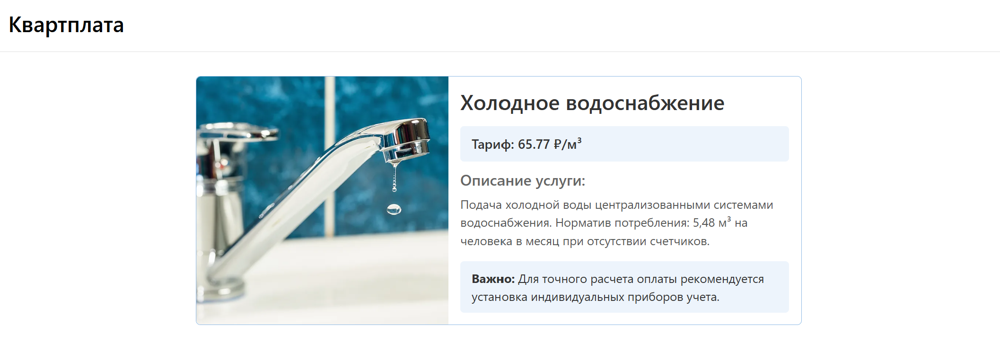 Квартплата
Холодное водоснабжение
Тариф: 65.77 ₽/м³
Описание услуги:
Подача холодной воды централизованными системами
водоснабжения. Норматив потребления: 5,48 м³ на
человека в месяц при отсутствии счетчиков.
Важно: Для точного расчета оплаты рекомендуется
установка индивидуальных приборов учета.